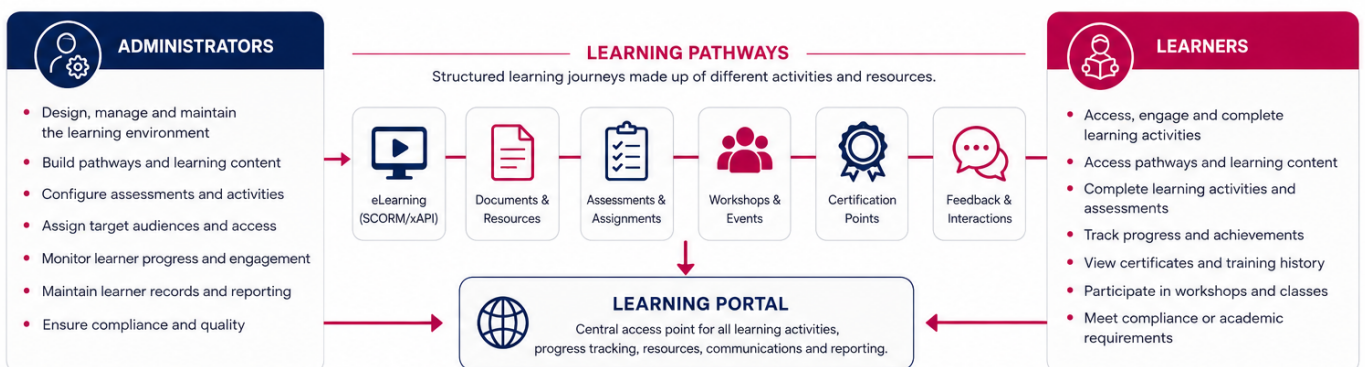 ADMINISTRATORS
Design, manage and maintain
the learning environment
Build pathways and learning content
Configure assessments and activities
Assign target audiences and access
Monitor learner progress and engagement
Maintain learner records and reporting
Ensure compliance and quality
LEARNING PATHWAYS
Structured learning journeys made up of different activities and resources.
eLearning
(SCORM/xAPI)
Documents &
Resources
Assessments &
Assignments
Workshops &
Events
Certification
Points
Feedback &
Interactions
LEARNING PORTAL
Central access point for all learning activities,
progress tracking, resources, communications and reporting.
LEARNERS
Access, engage and complete
learning activities
Access pathways and learning content
Complete learning activities and
assessments
Track progress and achievements
View certificates and training history
Participate in workshops and classes
Meet compliance or academic
requirements